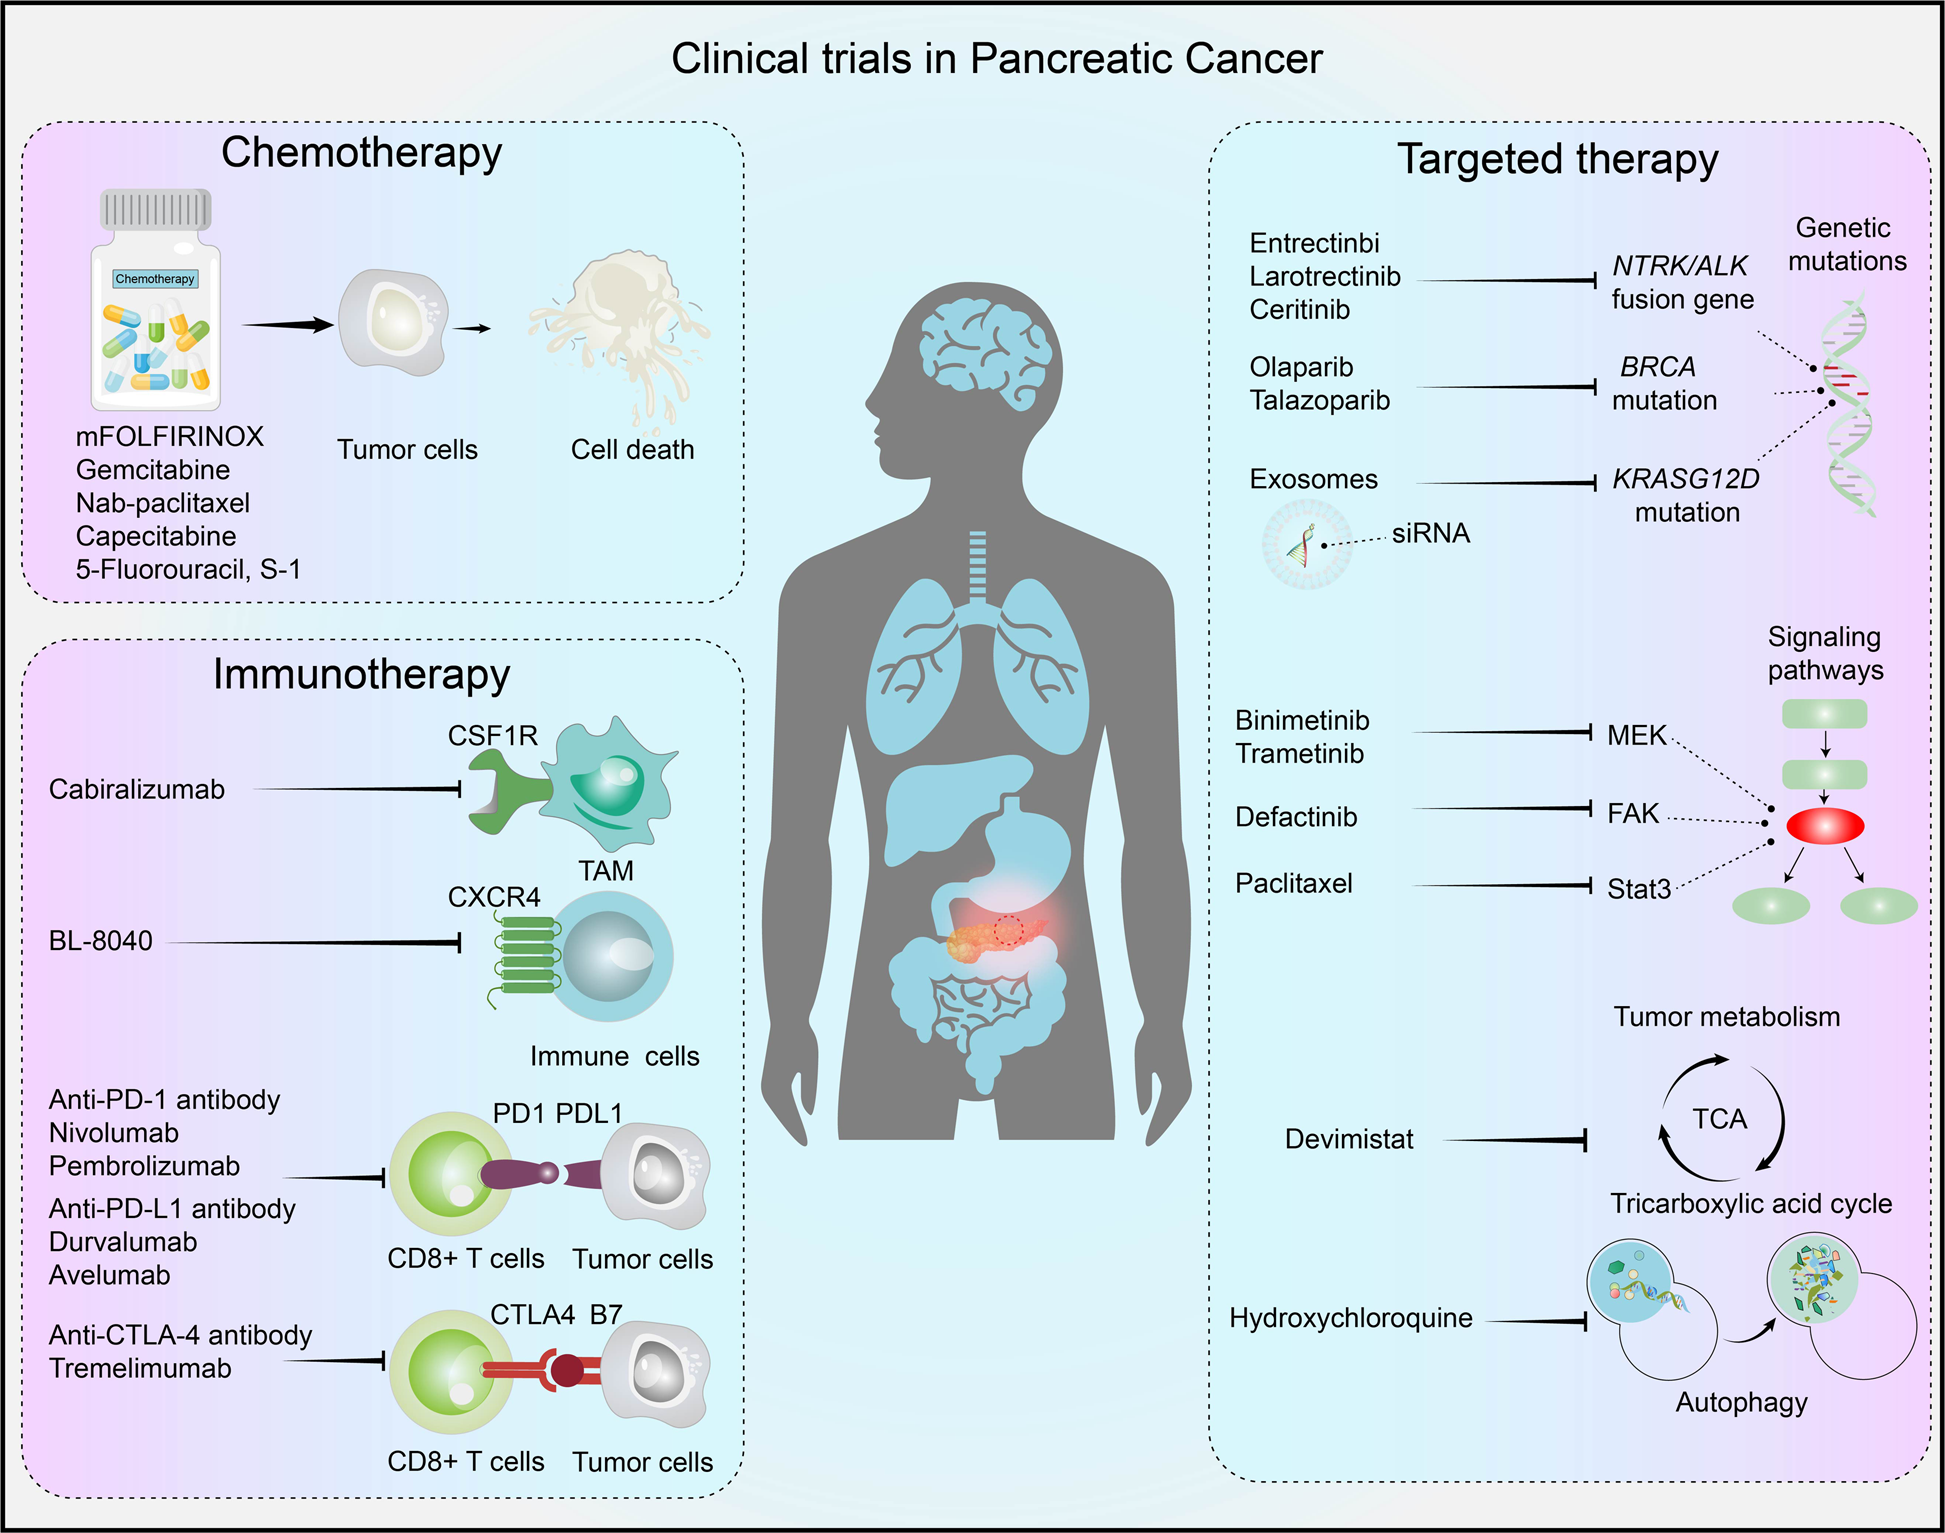 Clinical trials in Pancreatic Cancer
Chemotherapy
Chemotherapy
mFOLFIRINOX
Gemcitabine
Nab-paclitaxel
Capecitabine
5-Fluorouracil, S-1
Tumor cells
Cell death
Immunotherapy
CSF1R
Cabiralizumab
TAM
CXCR4
BL-8040
Immune cells
Anti-PD-1 antibody
Nivolumab
Pembrolizumab
Anti-PD-L1 antibody
Durvalumab
Avelumab
PD1 PDL1
CD8+ T cells
Tumor cells
Anti-CTLA-4 antibody
Tremelimumab
CTLA4 B7
CD8+ T cells
Tumor cells
Targeted therapy
Entrectinbi
Larotrectinib
Ceritinib
NTRK/ALK
fusion gene
Genetic
mutations
Olaparib
Talazoparib
BRCA
mutation
Exosomes
siRNA
KRASG12D
mutation
Signaling
pathways
Binimetinib
Trametinib
MEK
Defactinib
FAK
Paclitaxel
Stat3
Tumor metabolism
Devimistat
TCA
Tricarboxylic acid cycle
Hydroxychloroquine
Autophagy